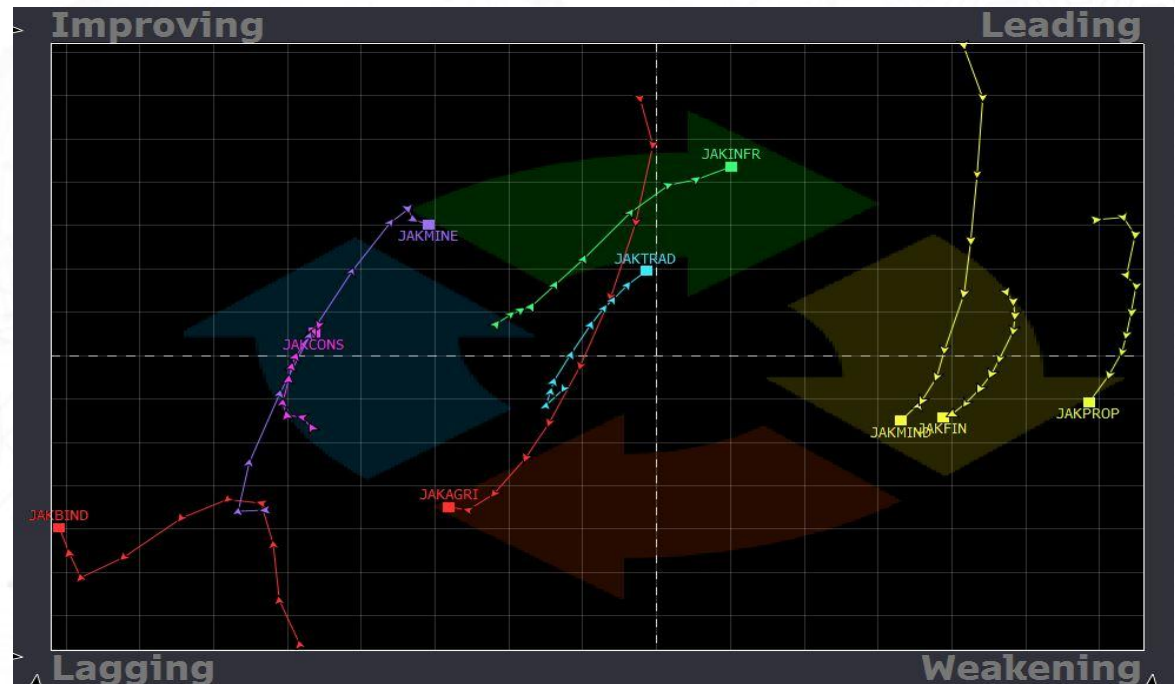 Improving Leading
JAKINFR
JAKMINE
JAKTRAD
JAKCONS
JAKPROP
JAKMIND JAKFIN
JAKAGRI
JAKBIND
Lagging Weakening